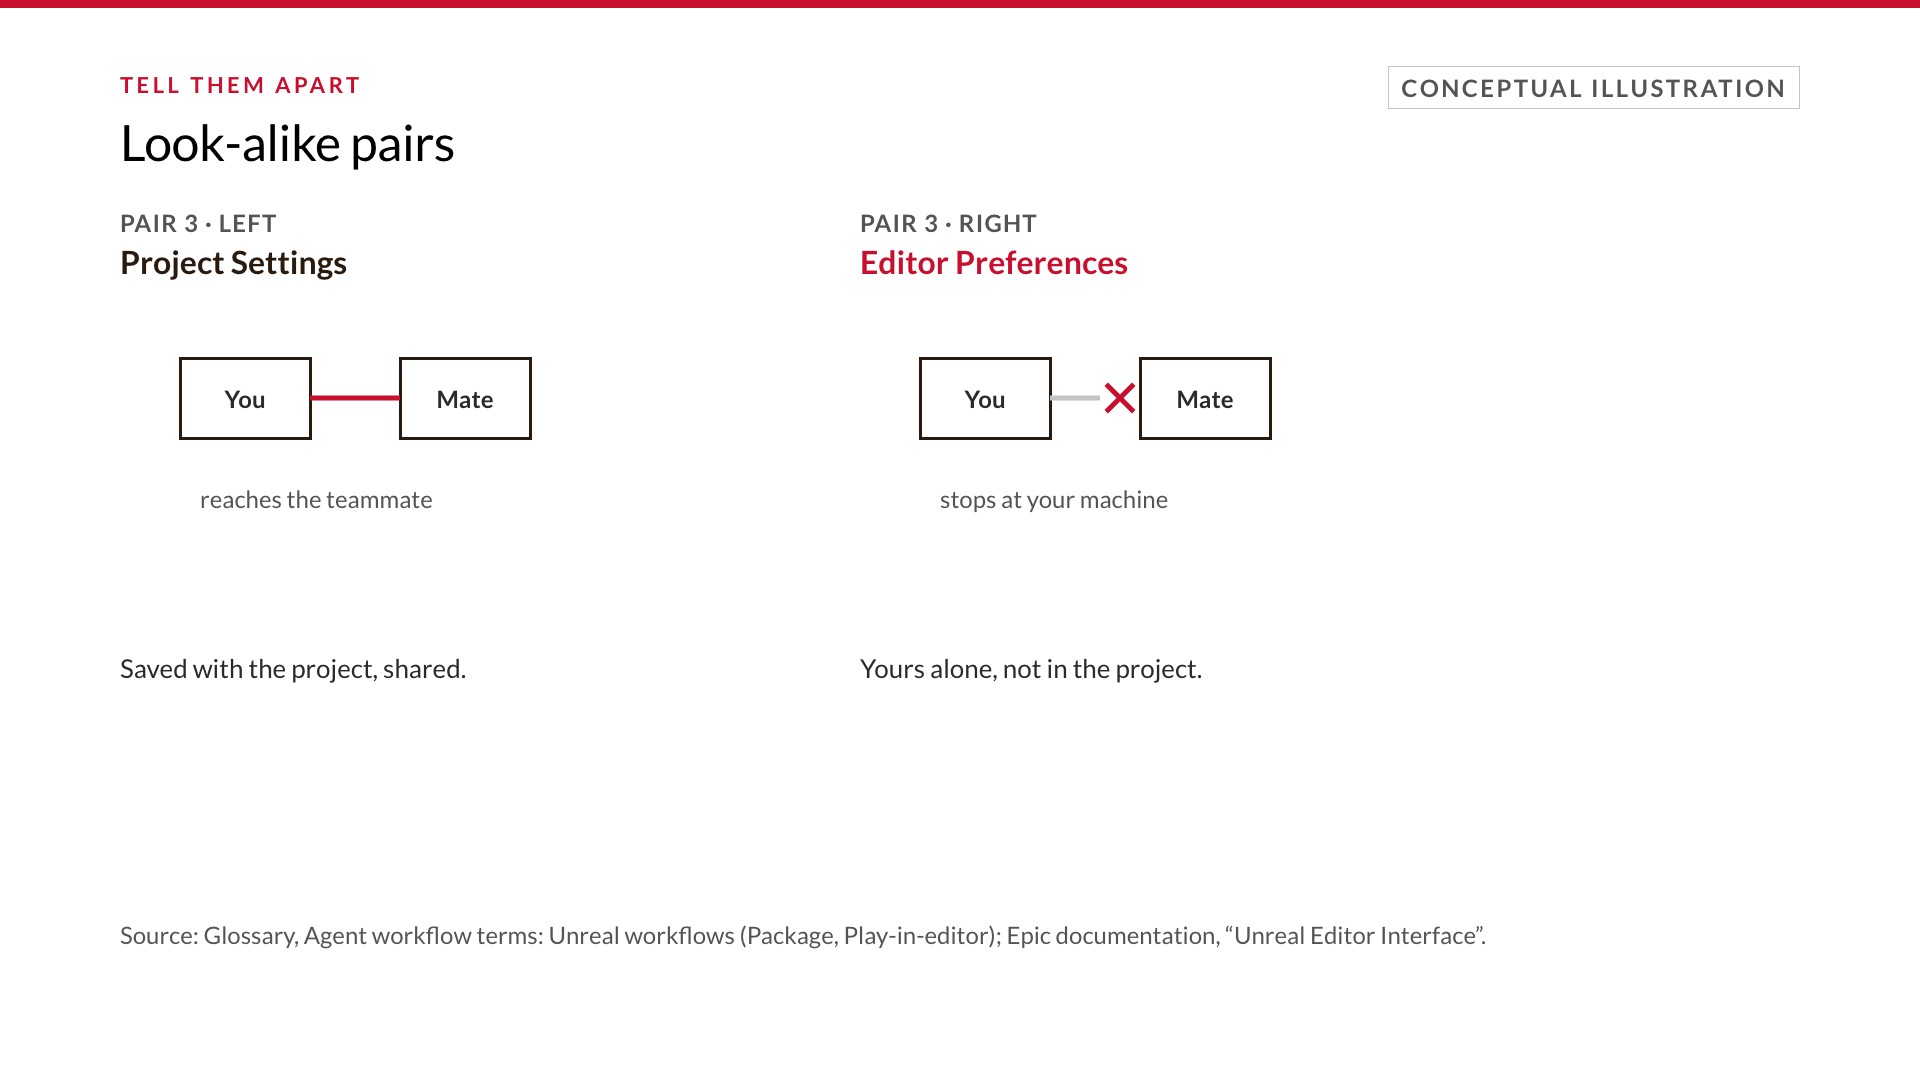 TELL THEM APART
CONCEPTUAL ILLUSTRATION
Look-alike pairs
PAIR 3 · LEFT
Project Settings
You
Mate
reaches the teammate
Saved with the project, shared.
PAIR 3 · RIGHT
Editor Preferences
You
Mate
stops at your machine
Yours alone, not in the project.
Source: Glossary, Agent workflow terms: Unreal workflows (Package, Play-in-editor); Epic documentation, “Unreal Editor Interface”.